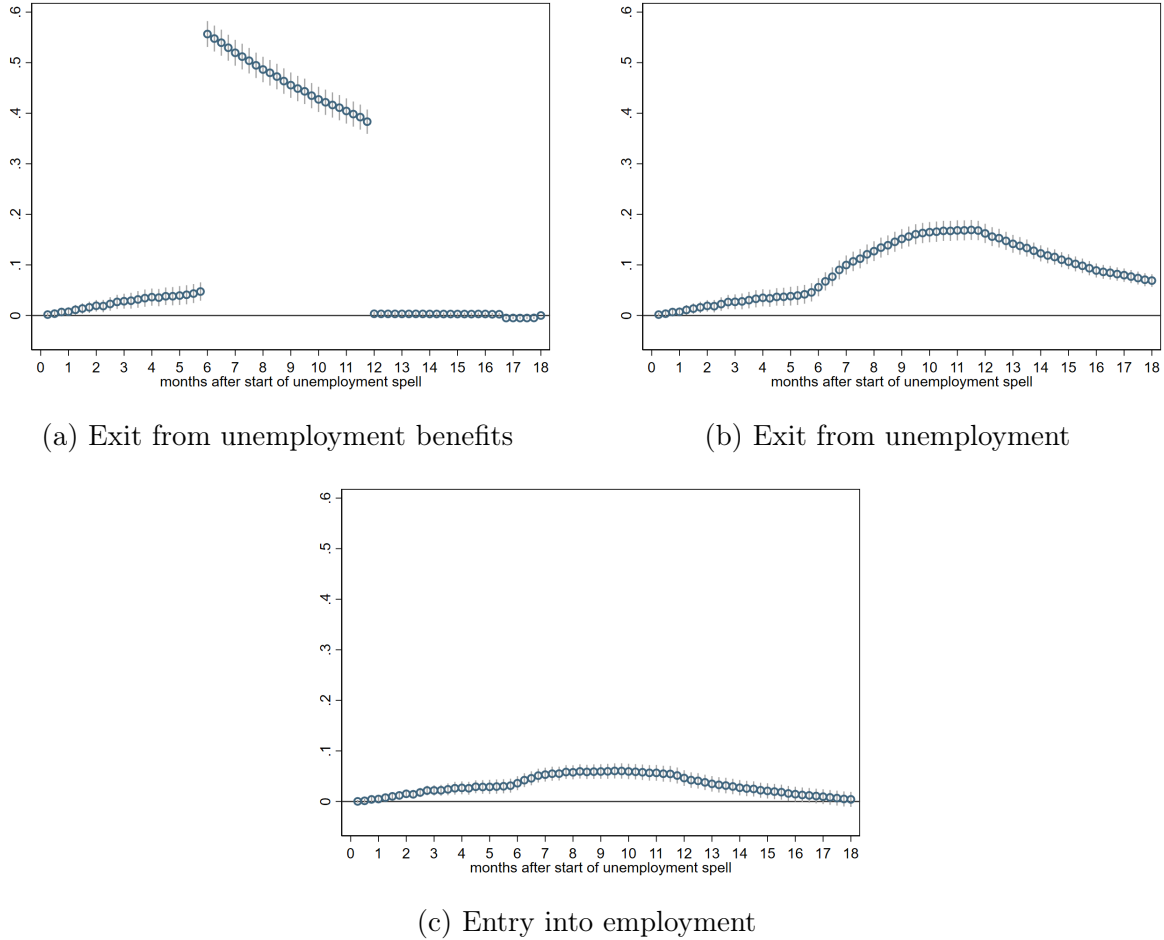 .6
.5
.4
.3
.2
.1
0
0 1 2 3 4 5 6 7 8 9 10 11 12 13 14 15 16 17 18
months after start of unemployment spell
(a) Exit from unemployment benefits
.6
.5
.4
.3
.2
.1
0
0 1 2 3 4 5 6 7 8 9 10 11 12 13 14 15 16 17 18
months after start of unemployment spell
(b) Exit from unemployment
.6
.5
.4
.3
.2
.1
0
0 1 2 3 4 5 6 7 8 9 10 11 12 13 14 15 16 17 18
months after start of unemployment spell
(c) Entry into employment